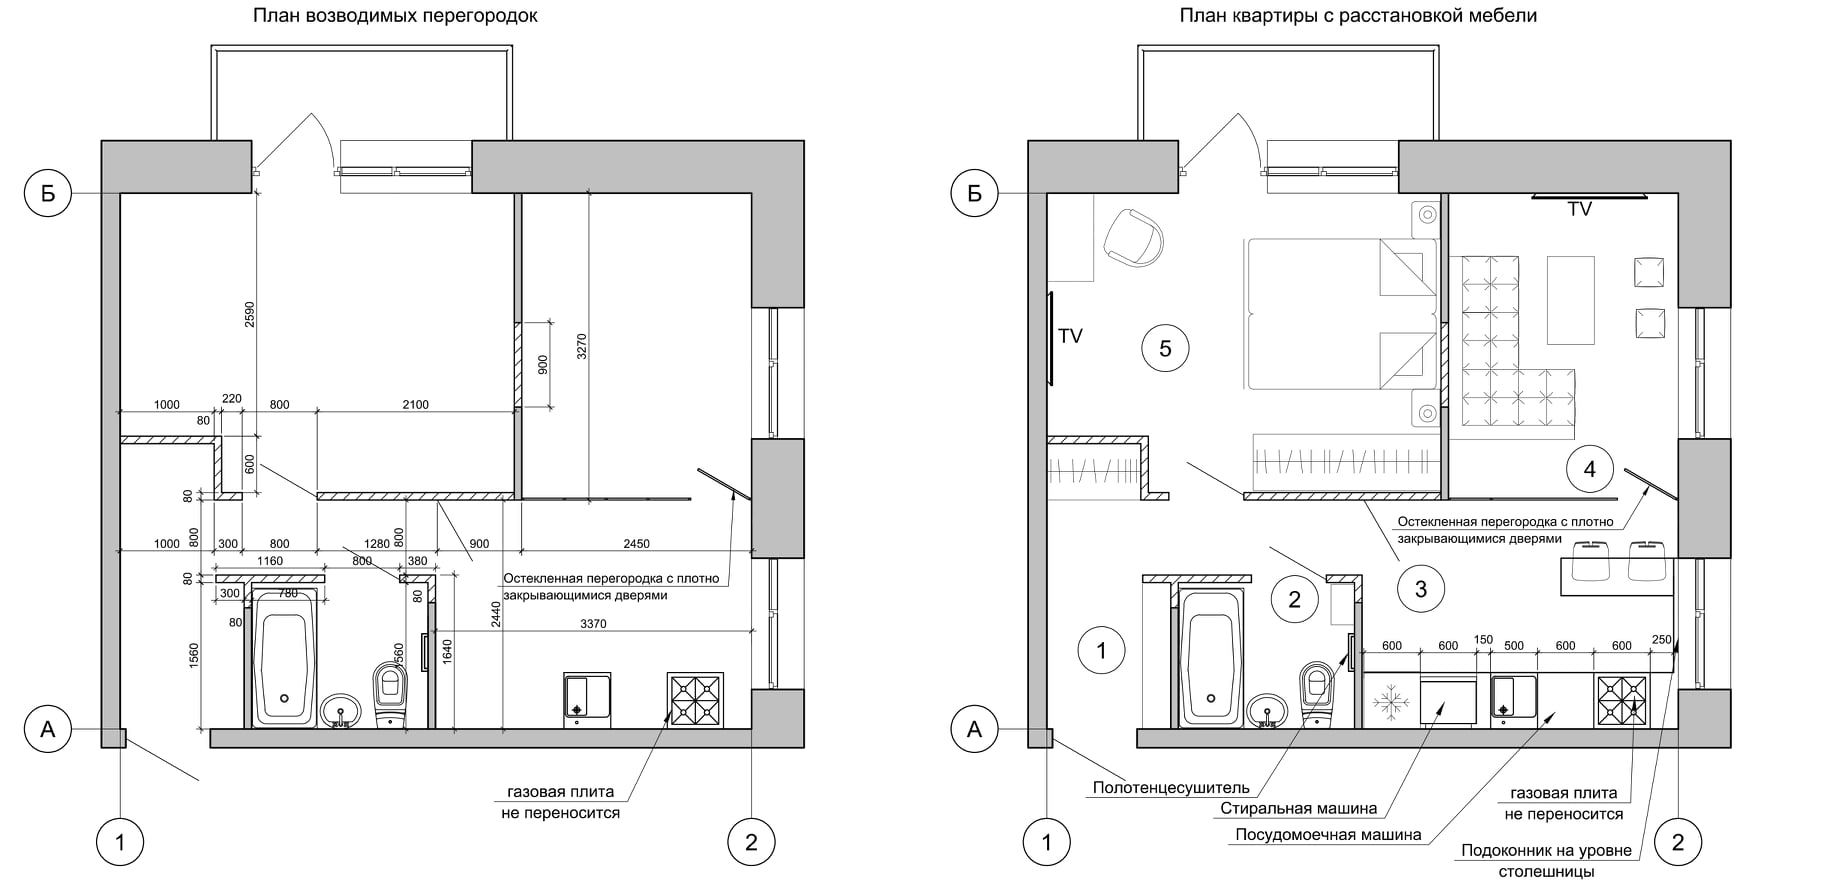 План возводимых перегородок
Б
2590
3270
900
1000
220
800
2100
80
600
80
1000
300
800
1280
800
900
2450
800
1160
800
380
80
300
780
80
80
1560
1560
1640
2440
3370
Остекленная перегородка с плотно
закрывающимися дверями
А
газовая плита
не переносится
1
2
План квартиры с расстановкой мебели
Б
TV
TV
5
4
Остекленная перегородка с плотно
закрывающимися дверями
3
2
1
600
600
150
500
600
600
250
А
Полотенцесушитель
Стиральная машина
Посудомоечная машина
газовая плита
не переносится
Подоконник на уровне
столешницы
1
2